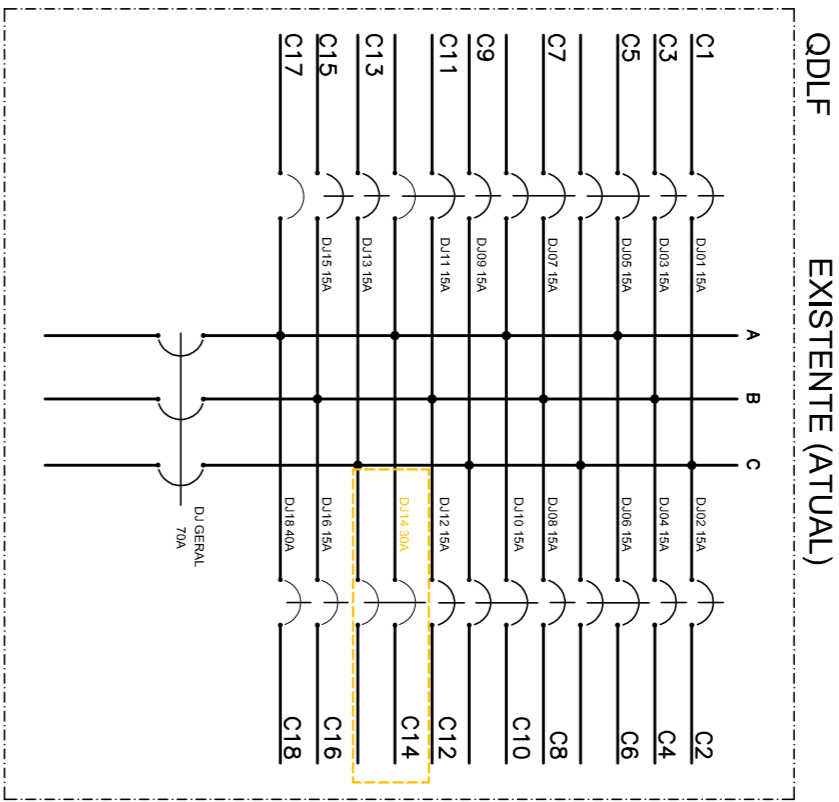 QDLF
EXISTENTE (ATUAL)
C1
DJ01 15A
DJ02 15A
C2
C3
DJ03 15A
DJ04 15A
C4
C5
DJ05 15A
DJ06 15A
C6
C7
DJ07 15A
DJ08 15A
C8
DJ10 15A
C10
C9
DJ09 15A
C11
DJ11 15A
DJ12 15A
C12
DJ14 30A
C14
C13
DJ13 15A
C15
DJ15 15A
DJ16 15A
C16
C17
DJ18 40A
C18
A
B
C
DJ GERAL
70A